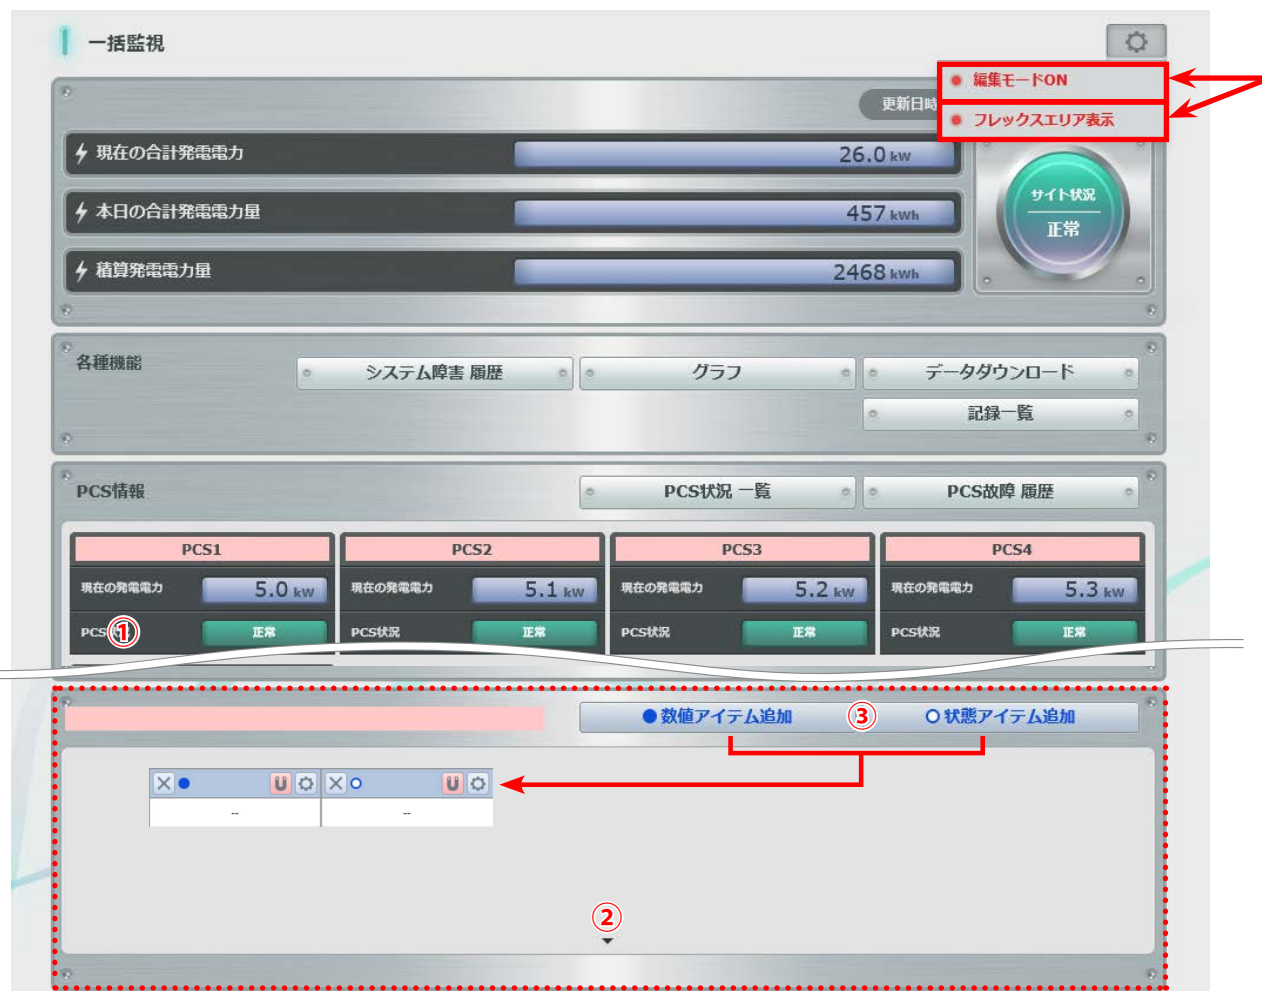 一括監視
編集モードON
更新日時
フレックスエリア表示
現在の合計発電電力 26.0 kW
本日の合計発電電力量 457 kWh
積算発電電力量 2468 kWh
サイト状況
正常
各種機能 システム障害 履歴 グラフ データダウンロード
記録一覧
PCS情報 PCS状況 一覧 PCS故障 履歴
PCS1 PCS2 PCS3 PCS4
現在の発電電力 5.0 kW 現在の発電電力 5.1 kW 現在の発電電力 5.2 kW 現在の発電電力 5.3 kW
PCS ① 正常 PCS状況 正常 PCS状況 正常 PCS状況 正常
●数値アイテム追加 ③ ○状態アイテム追加
-- --
②